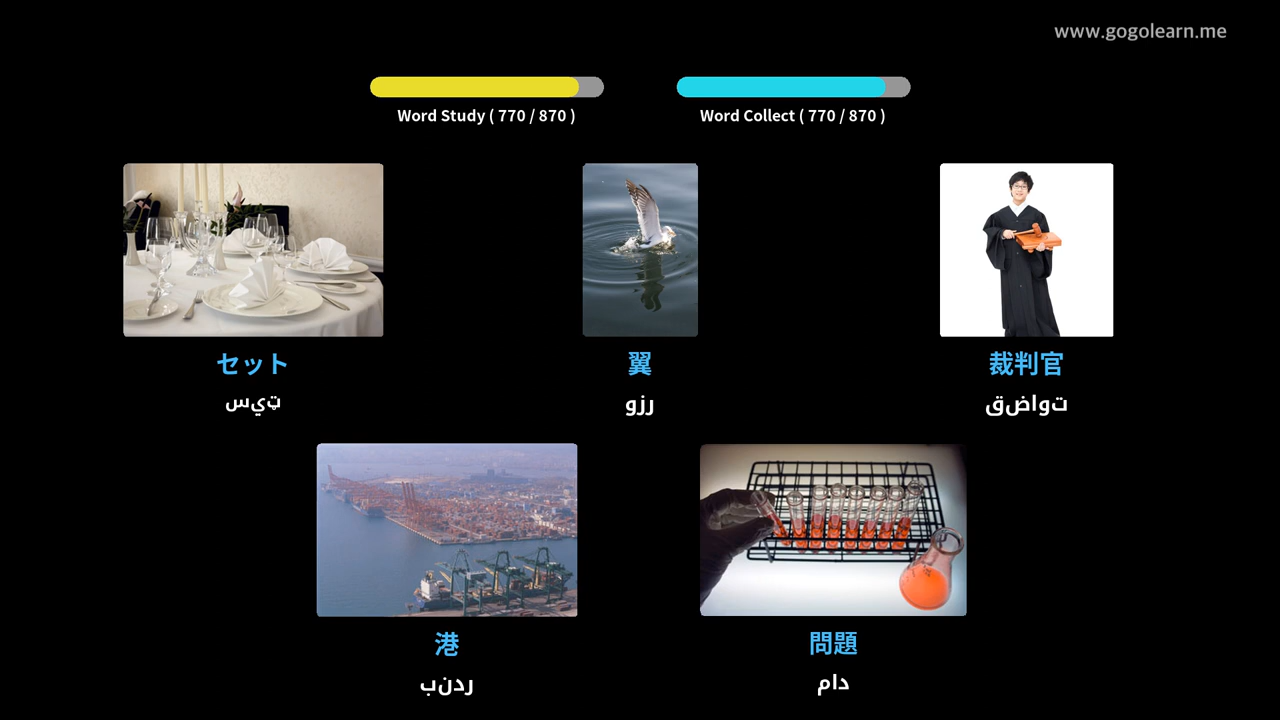 www.gogolearn.me
Word Study ( 770 / 870 )
Word Collect ( 770 / 870 )
セット
翼
裁判官
ټيس
رزو
تواضق
港
問題
ردنب
دام